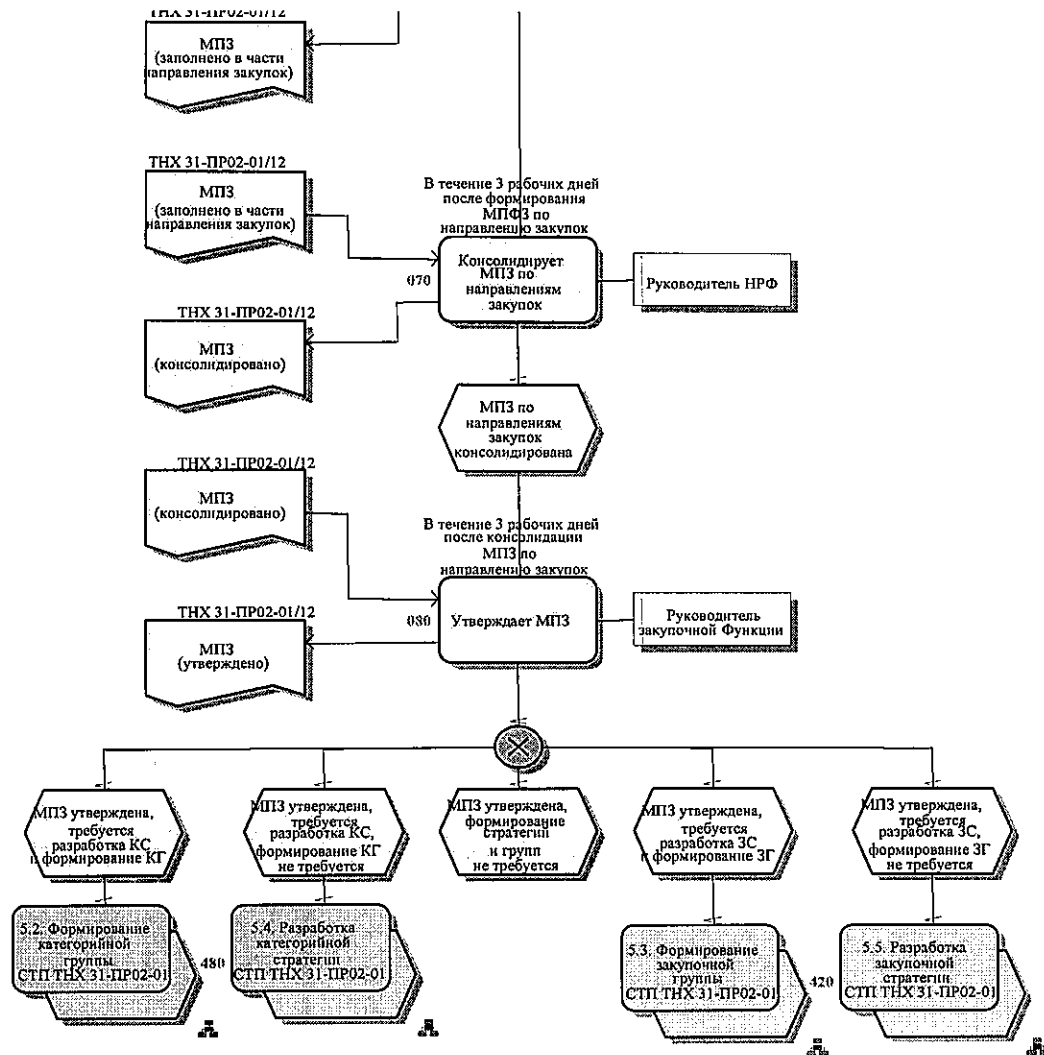 ТНХ 31-ПР02-01/12
МПЗ
(заполнено в части
направления закупок)
ТНХ 31-ПР02-01/12
МПЗ
(заполнено в части
направления закупок)
В течение 3 рабочих дней
после формирования
МПФЗ по
направлению закупок
Консолидирует
МПЗ по
направлениям
закупок
070
Руководитель НРФ
ТНХ 31-ПР02-01/12
МПЗ
(консолидировано)
МПЗ по
направлениям
закупок
консолидирована
ТНХ 31-ПР02-01/12
МПЗ
(консолидировано)
В течение 3 рабочих дней
после консолидации
МПЗ по
направлению закупок
080
Утверждает МПЗ
Руководитель
закупочной Функции
ТНХ 31-ПР02-01/12
МПЗ
(утверждено)
МПЗ утверждена,
требуется
разработка КС
и формирование КГ
МПЗ утверждена,
требуется
разработка КС,
формирование КГ
не требуется
МПЗ утверждена,
формирование
стратегий
и групп
не требуется
МПЗ утверждена,
требуется
разработка ЗС
и формирование ЗГ
МПЗ утверждена,
требуется
разработка ЗС,
формирование ЗГ
не требуется
5.2. Формирование
категорийной
группы
СТП ТНХ 31-ПР02-01
480
5.4. Разработка
категорийной
стратегии
СТП ТНХ 31-ПР02-01
5.3. Формирование
закупочной
группы
СТП ТНХ 31-ПР02-01
420
5.5. Разработка
закупочной
стратегии
СТП ТНХ 31-ПР02-01